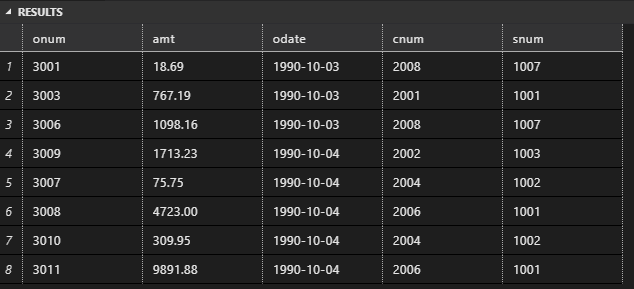 RESULTS
onum amt odate cnum snum
1 3001 18.69 1990-10-03 2008 1007
2 3003 767.19 1990-10-03 2001 1001
3 3006 1098.16 1990-10-03 2008 1007
4 3009 1713.23 1990-10-04 2002 1003
5 3007 75.75 1990-10-04 2004 1002
6 3008 4723.00 1990-10-04 2006 1001
7 3010 309.95 1990-10-04 2004 1002
8 3011 9891.88 1990-10-04 2006 1001